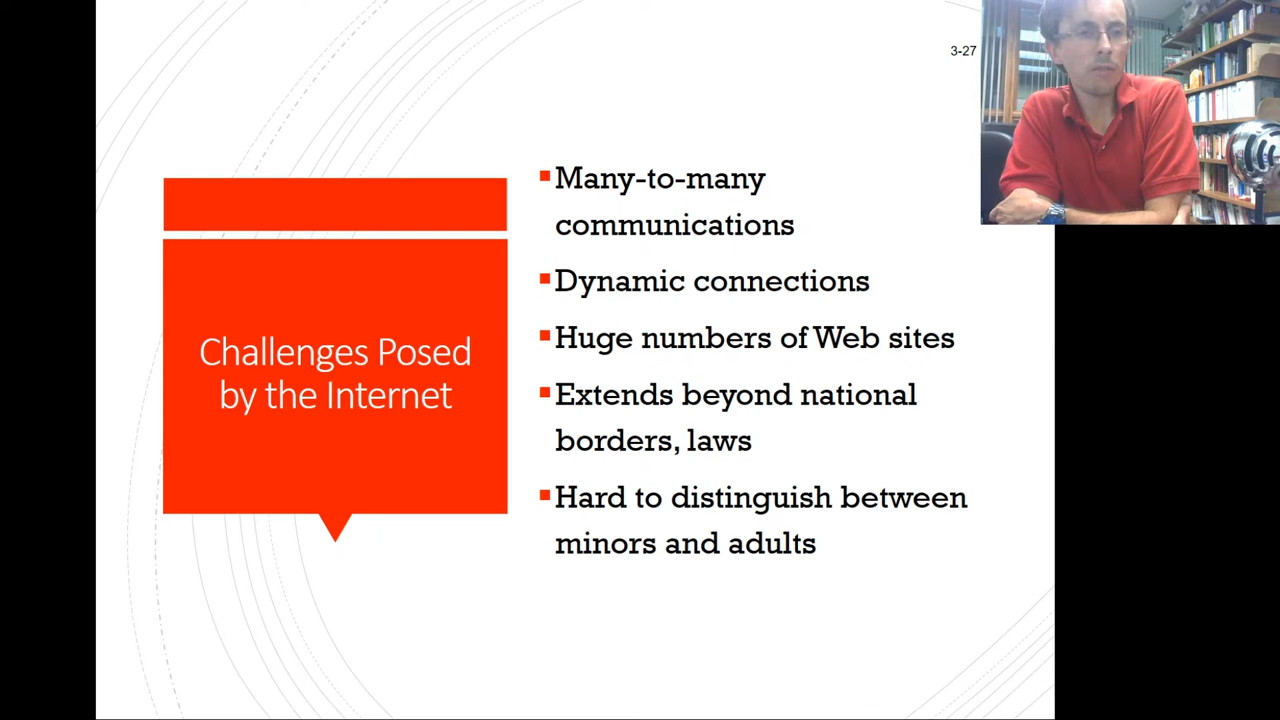 3-27
Challenges Posed
by the Internet
Many-to-many
communications
Dynamic connections
Huge numbers of Web sites
Extends beyond national
borders, laws
Hard to distinguish between
minors and adults